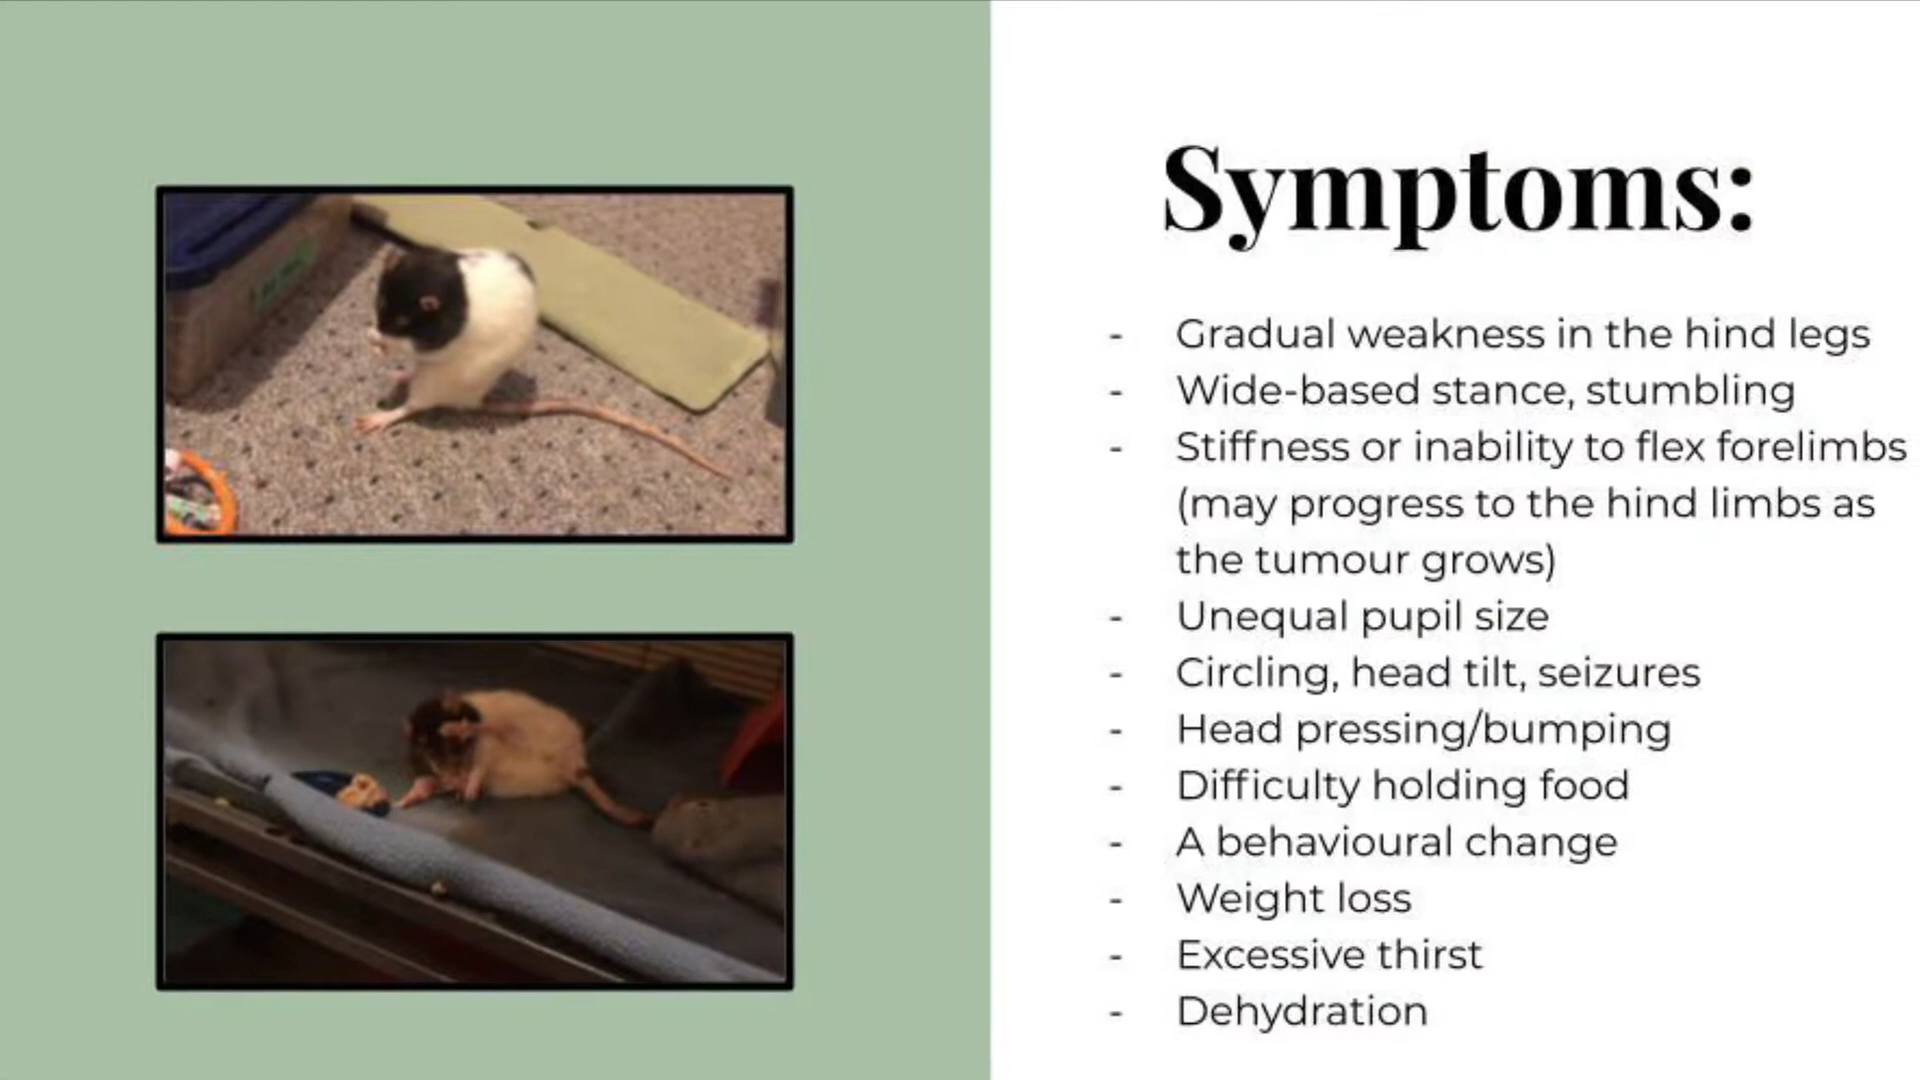 Symptoms:
- Gradual weakness in the hind legs
- Wide-based stance, stumbling
- Stiffness or inability to flex forelimbs
(may progress to the hind limbs as
the tumour grows)
- Unequal pupil size
- Circling, head tilt, seizures
- Head pressing/bumping
- Difficulty holding food
- A behavioural change
- Weight loss
- Excessive thirst
- Dehydration